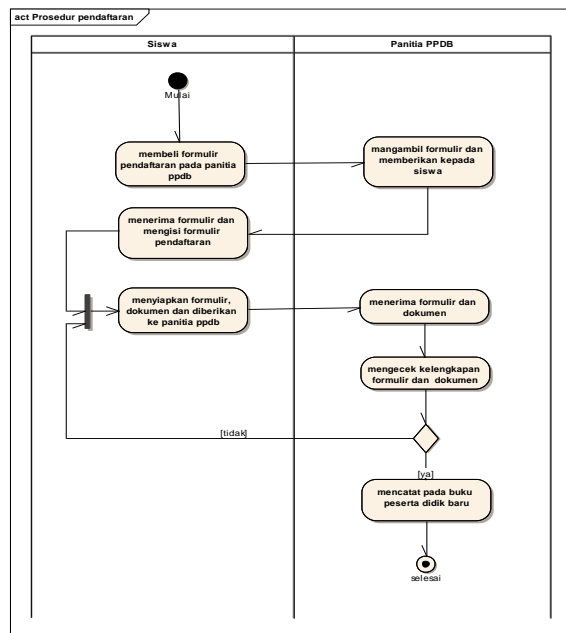 act Prosedur pendaftaran
Siswa
Panitia PPDB
Mulai
membeli formulir
pendaftaran pada panitia
ppdb
mangambil formulir dan
memberikan kepada
siswa
menerima formulir dan
mengisi formulir
pendaftaran
menyiapkan formulir,
dokumen dan diberikan
ke panitia ppdb
menerima formulir dan
dokumen
mengecek kelengkapan
formulir dan dokumen
[tidak]
[ya]
mencatat pada buku
peserta didik baru
selesai